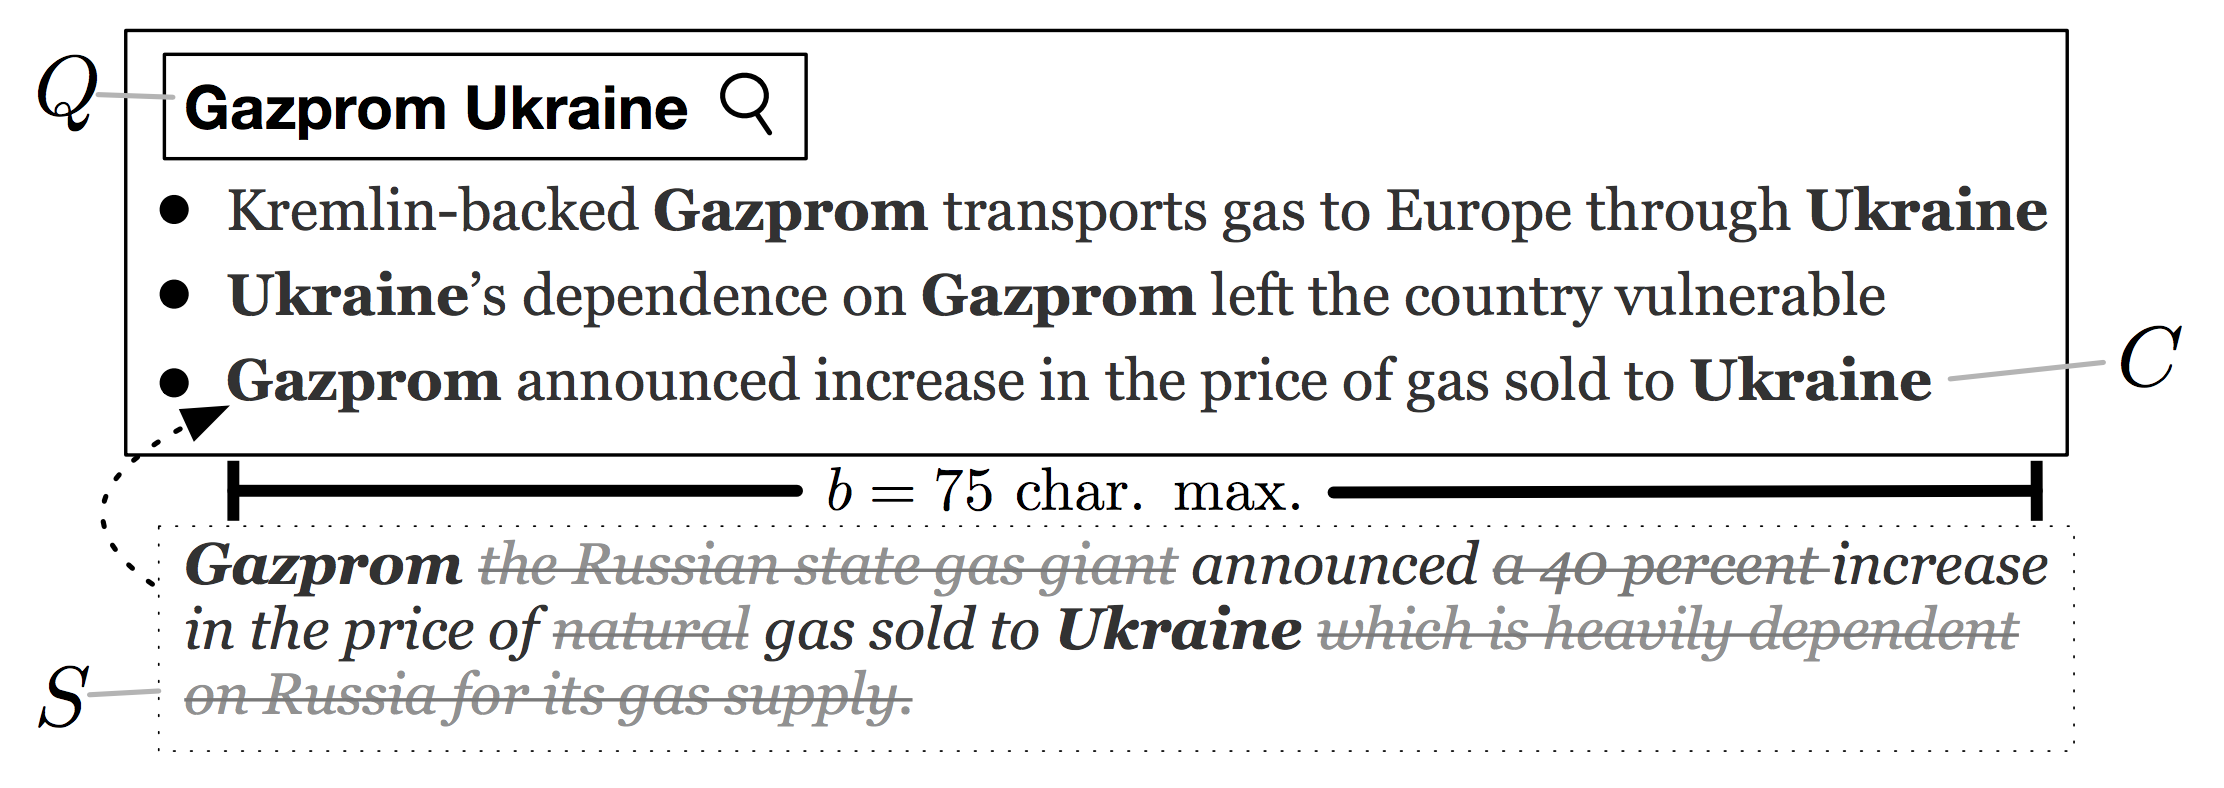 Q
Gazprom Ukraine
● Kremlin-backed Gazprom transports gas to Europe through Ukraine
● Ukraine’s dependence on Gazprom left the country vulnerable
● Gazprom announced increase in the price of gas sold to Ukraine
C
b = 75 char. max.
Gazprom the Russian state gas giant announced a 40 percent increase
in the price of natural gas sold to Ukraine which is heavily dependent
on Russia for its gas supply.
S